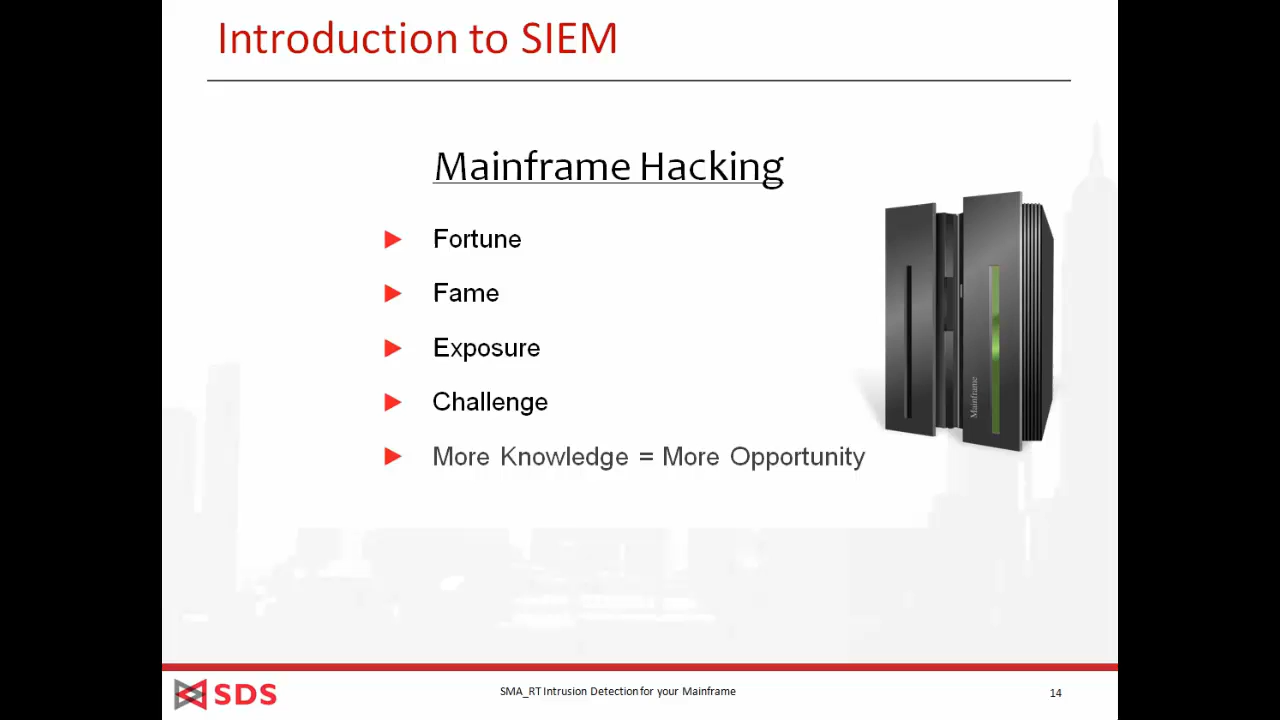 Introduction to SIEM
Mainframe Hacking
Fortune
Fame
Exposure
Challenge
More Knowledge = More Opportunity
Mainframe
SDS
SMA_RT Intrusion Detection for your Mainframe
14